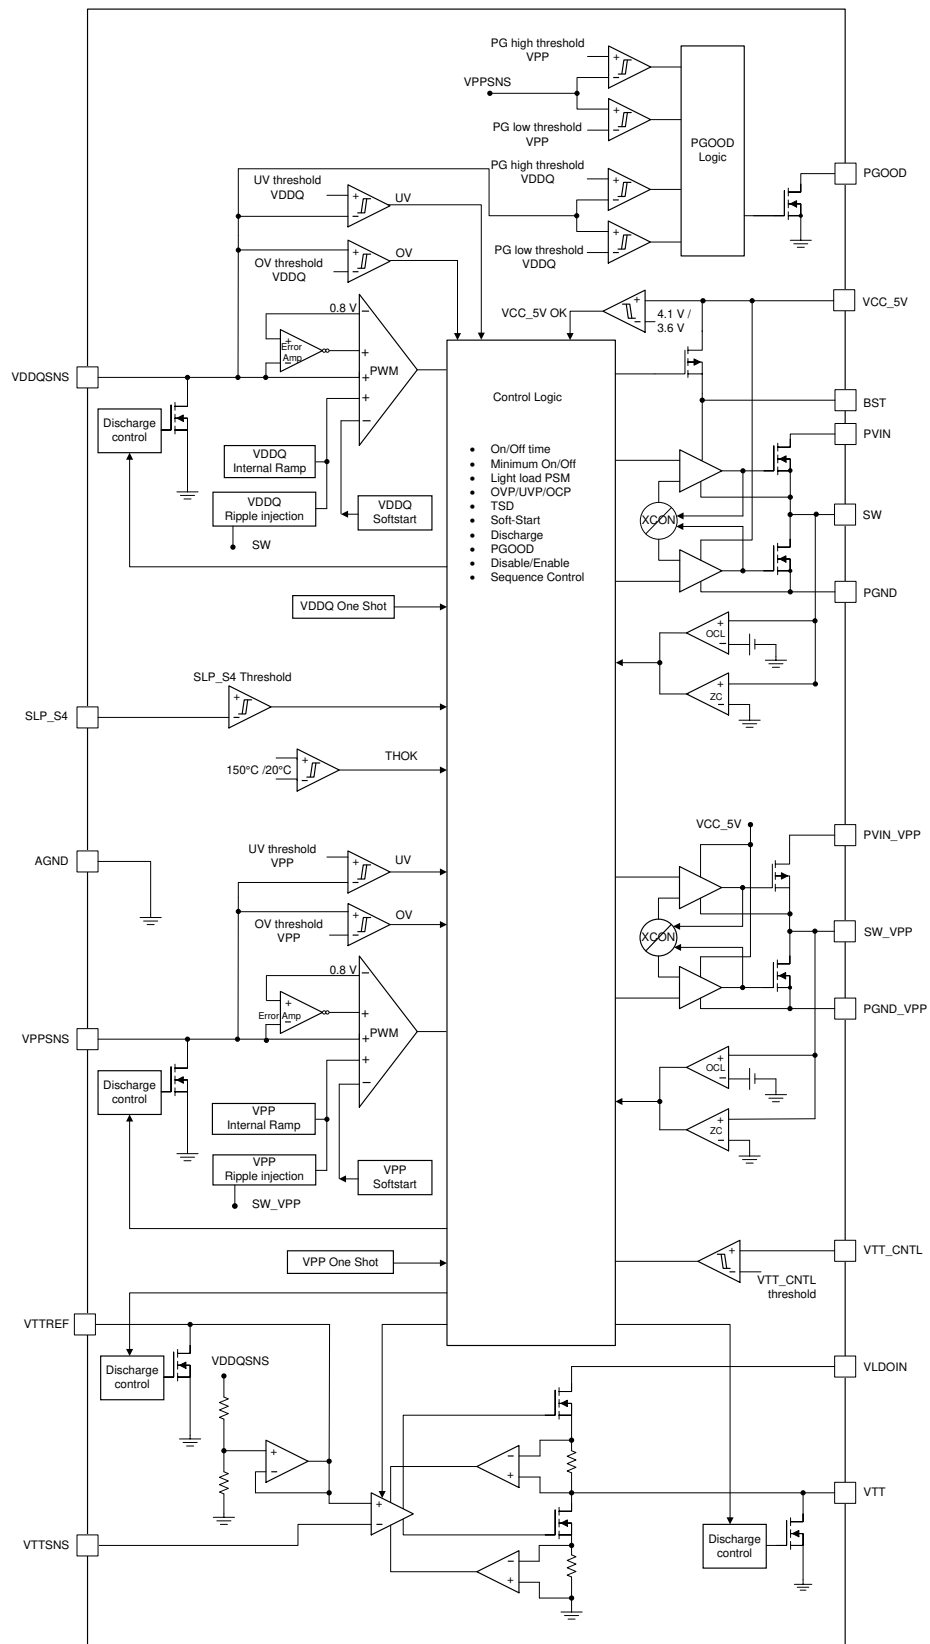 PG high threshold
VPP
VPPSNS
PG low threshold
VPP
PGOOD
Logic
PG high threshold
VDDQ
PG low threshold
VDDQ
PGOOD
UV threshold
VDDQ
UV
OV threshold
VDDQ
OV
+
−
VCC_5V OK
4.1 V /
3.6 V
VCC_5V
0.8 V
Error
Amp
PWM
VDDQSNS
Discharge
control
VDDQ
Internal Ramp
VDDQ
Ripple injection
SW
VDDQ
Softstart
Control Logic
• On/Off time
• Minimum On/Off
• Light load PSM
• OVP/UVP/OCP
• TSD
• Soft-Start
• Discharge
• PGOOD
• Disable/Enable
• Sequence Control
BST
PVIN
XCON
SW
PGND
VDDQ One Shot
OCL
ZC
SLP_S4 Threshold
SLP_S4
150°C /20°C
THOK
AGND
UV threshold
VPP
UV
OV threshold
VPP
OV
VCC_5V
PVIN_VPP
XCON
SW_VPP
PGND_VPP
0.8 V
Error Amp
PWM
VPPSNS
Discharge
control
VPP
Internal Ramp
VPP
Ripple injection
SW_VPP
VPP
Softstart
OCL
ZC
VPP One Shot
VTT_CNTL
VTT_CNTL
threshold
VTTREF
Discharge
control
VDDQSNS
VLDOIN
VTT
VTTSNS
Discharge
control